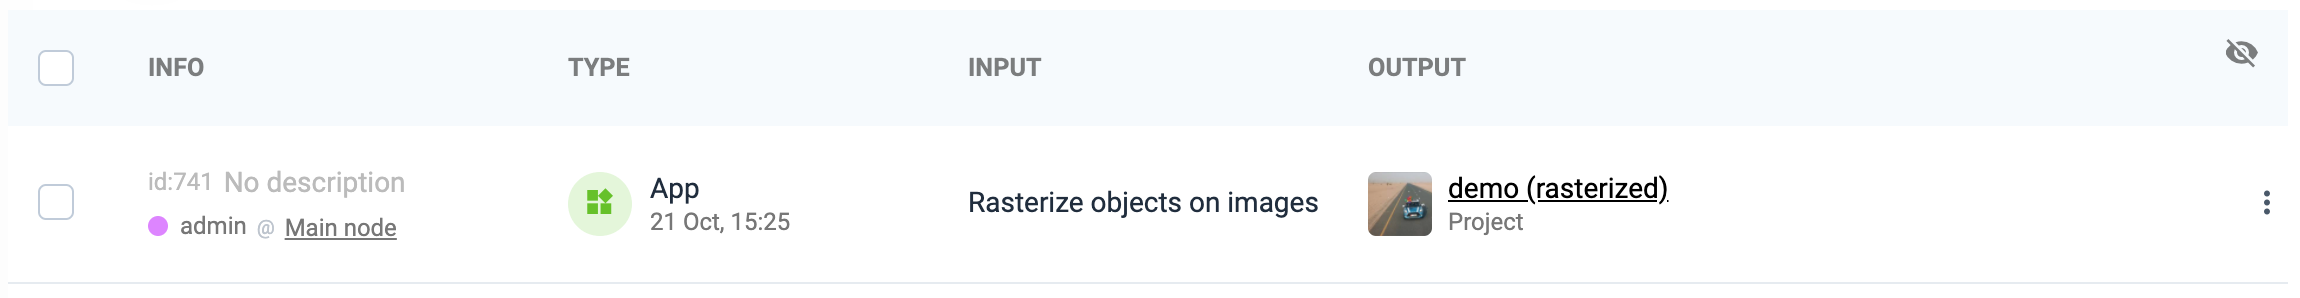 INFO TYPE INPUT OUTPUT
id:741 No description
admin @ Main node
App
21 Oct, 15:25
Rasterize objects on images
demo (rasterized)
Project